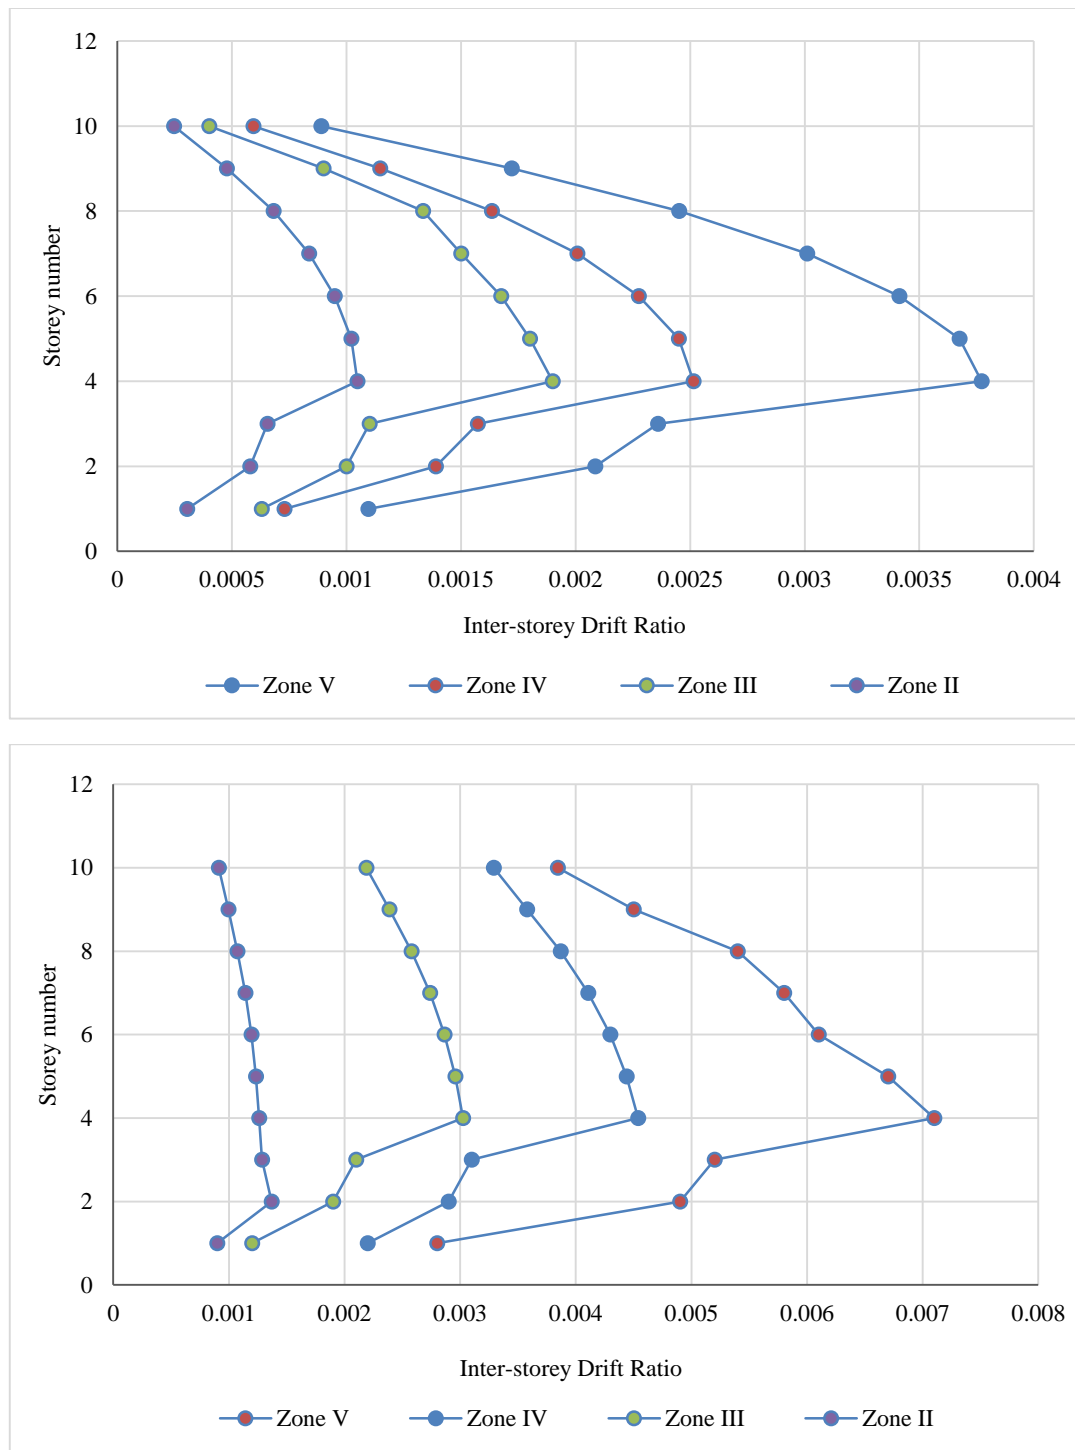 12
10
8
6
4
2
0
Storey number
0 0.0005 0.001 0.0015 0.002 0.0025 0.003 0.0035 0.004
Inter-storey Drift Ratio
Zone V Zone IV Zone III Zone II
12
10
8
6
4
2
0
Storey number
0 0.001 0.002 0.003 0.004 0.005 0.006 0.007 0.008
Inter-storey Drift Ratio
Zone V Zone IV Zone III Zone II